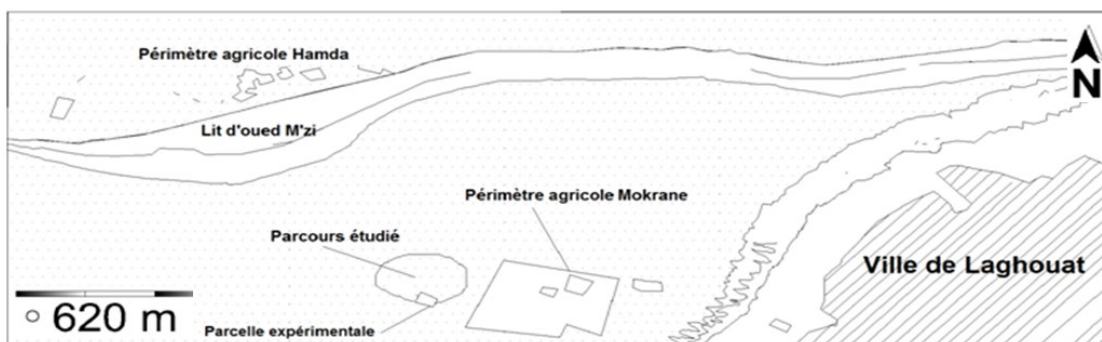 Périmètre agricole Hamda
N
Lit d'oued M'zi
Périmètre agricole Mokrane
Parcours étudié
Ville de Laghouat
620 m
Parcelle expérimentale